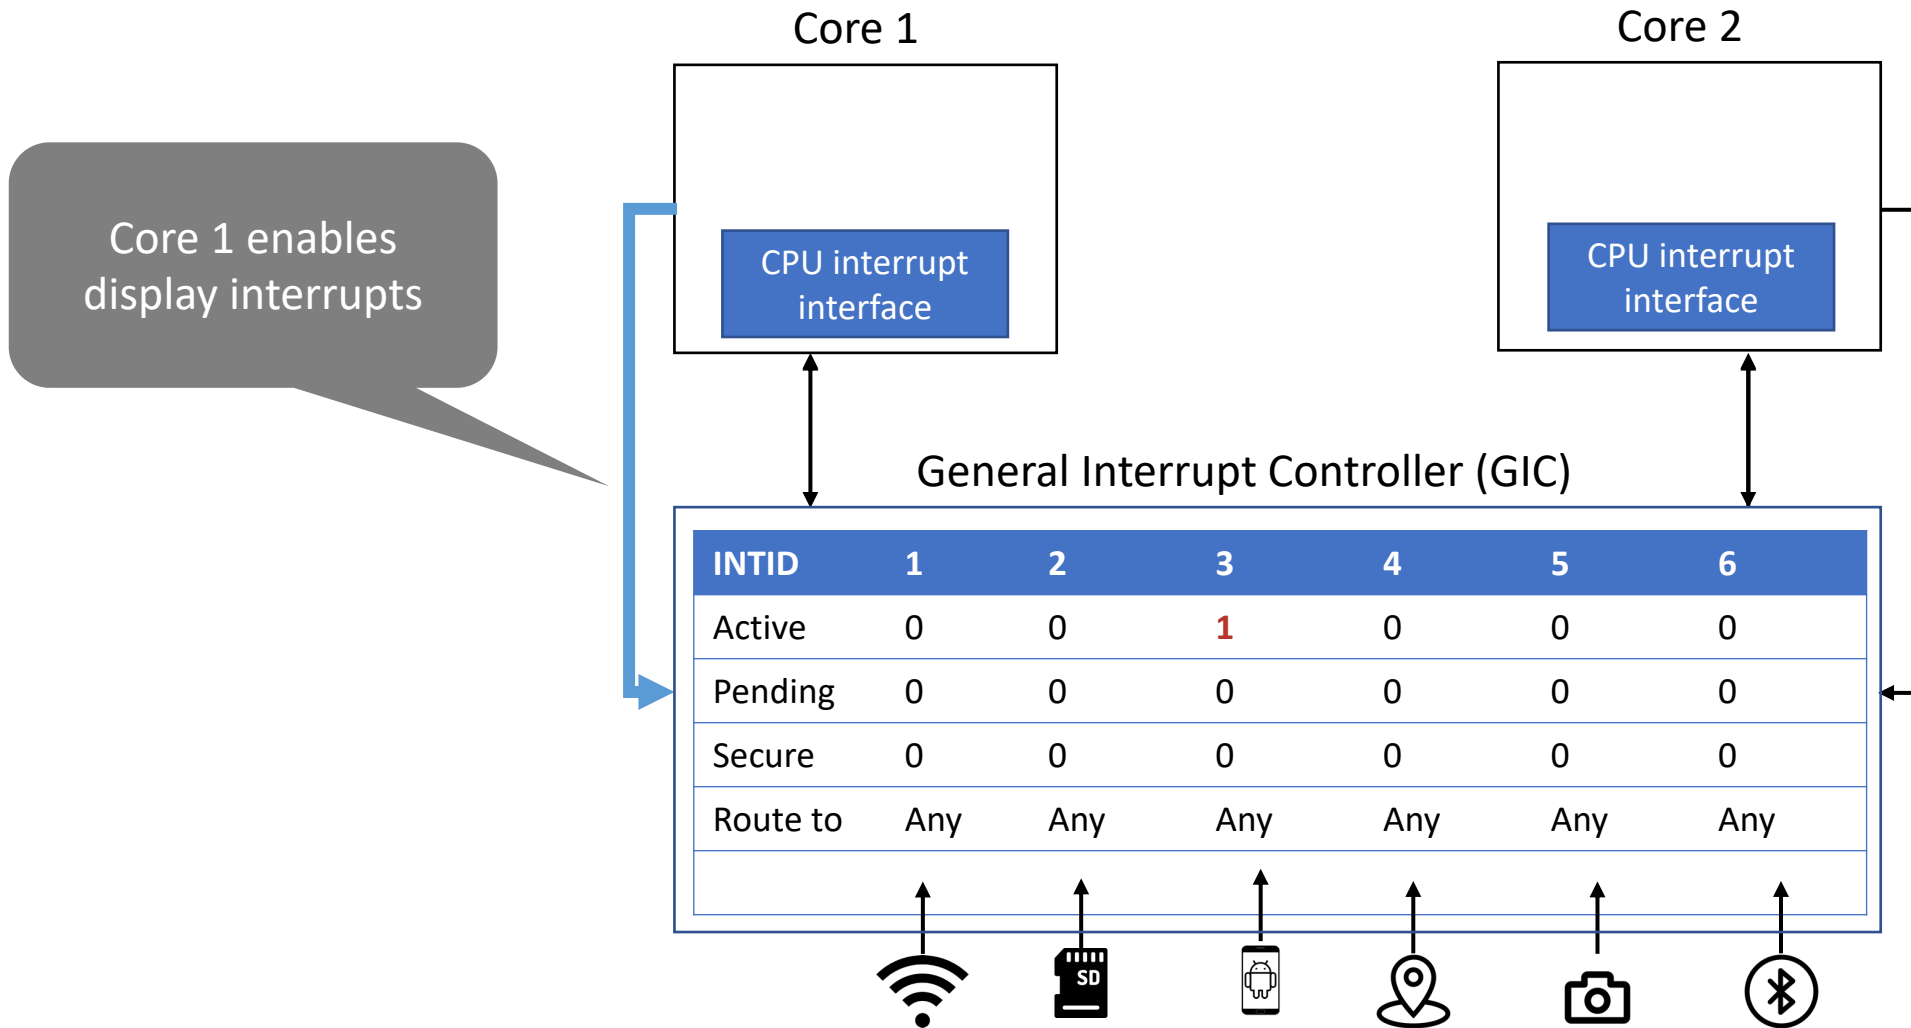 Core 1
Core 2
Core 1 enables
display interrupts
CPU interrupt
interface
CPU interrupt
interface
General Interrupt Controller (GIC)
INTID 1 2 3 4 5 6
Active 0 0 1 0 0 0
Pending 0 0 0 0 0 0
Secure 0 0 0 0 0 0
Route to Any Any Any Any Any Any
SD